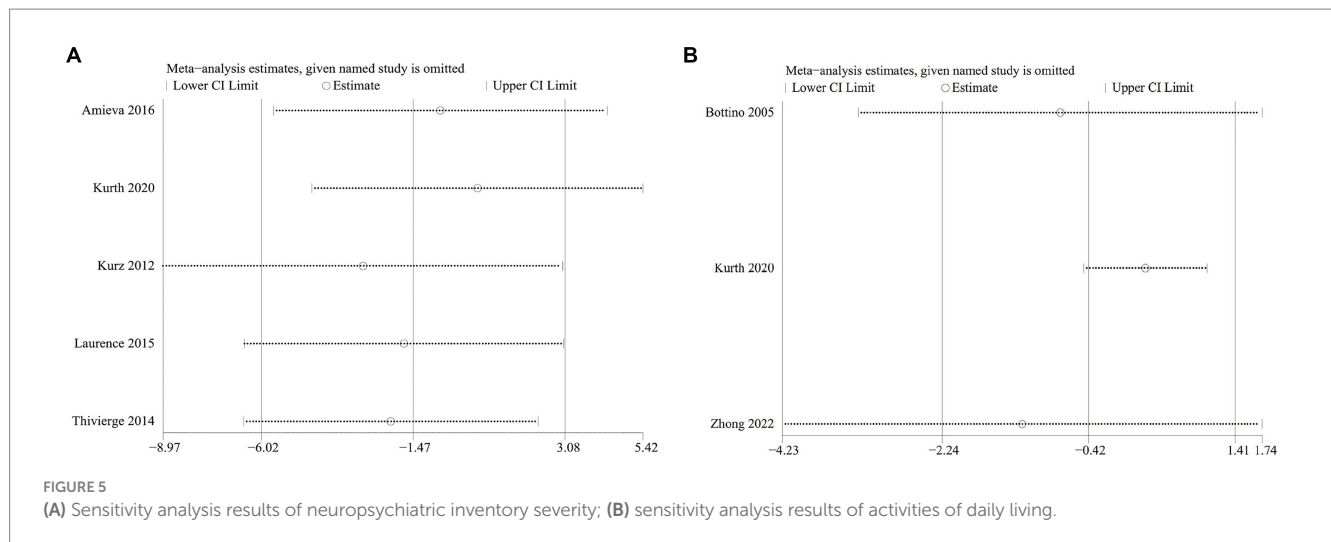 A
Meta−analysis estimates, given named study is omitted
Lower CI Limit Estimate Upper CI Limit
Amieva 2016
Kurth 2020
Kurz 2012
Laurence 2015
Thivierge 2014
−8.97 −6.02 −1.47 3.08 5.42
B
Meta−analysis estimates, given named study is omitted
Lower CI Limit Estimate Upper CI Limit
Bottino 2005
Kurth 2020
Zhong 2022
−4.23 −2.24 −0.42 1.41 1.74
FIGURE 5
(A) Sensitivity analysis results of neuropsychiatric inventory severity; (B) sensitivity analysis results of activities of daily living.